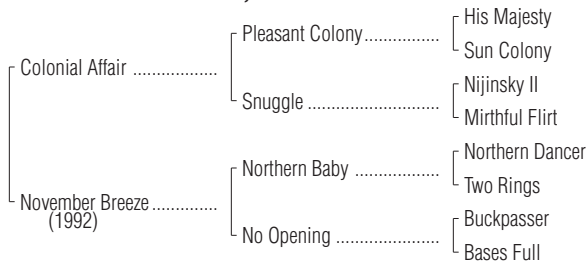 His Majesty
Pleasant Colony.................
Sun Colony
Colonial Affair ...................
Nijinsky II
Snuggle ..............................
Mirthful Flirt
Northern Dancer
Northern Baby ...................
Two Rings
November Breeze...............
(1992)
Buckpasser
No Opening .......................
Bases Full